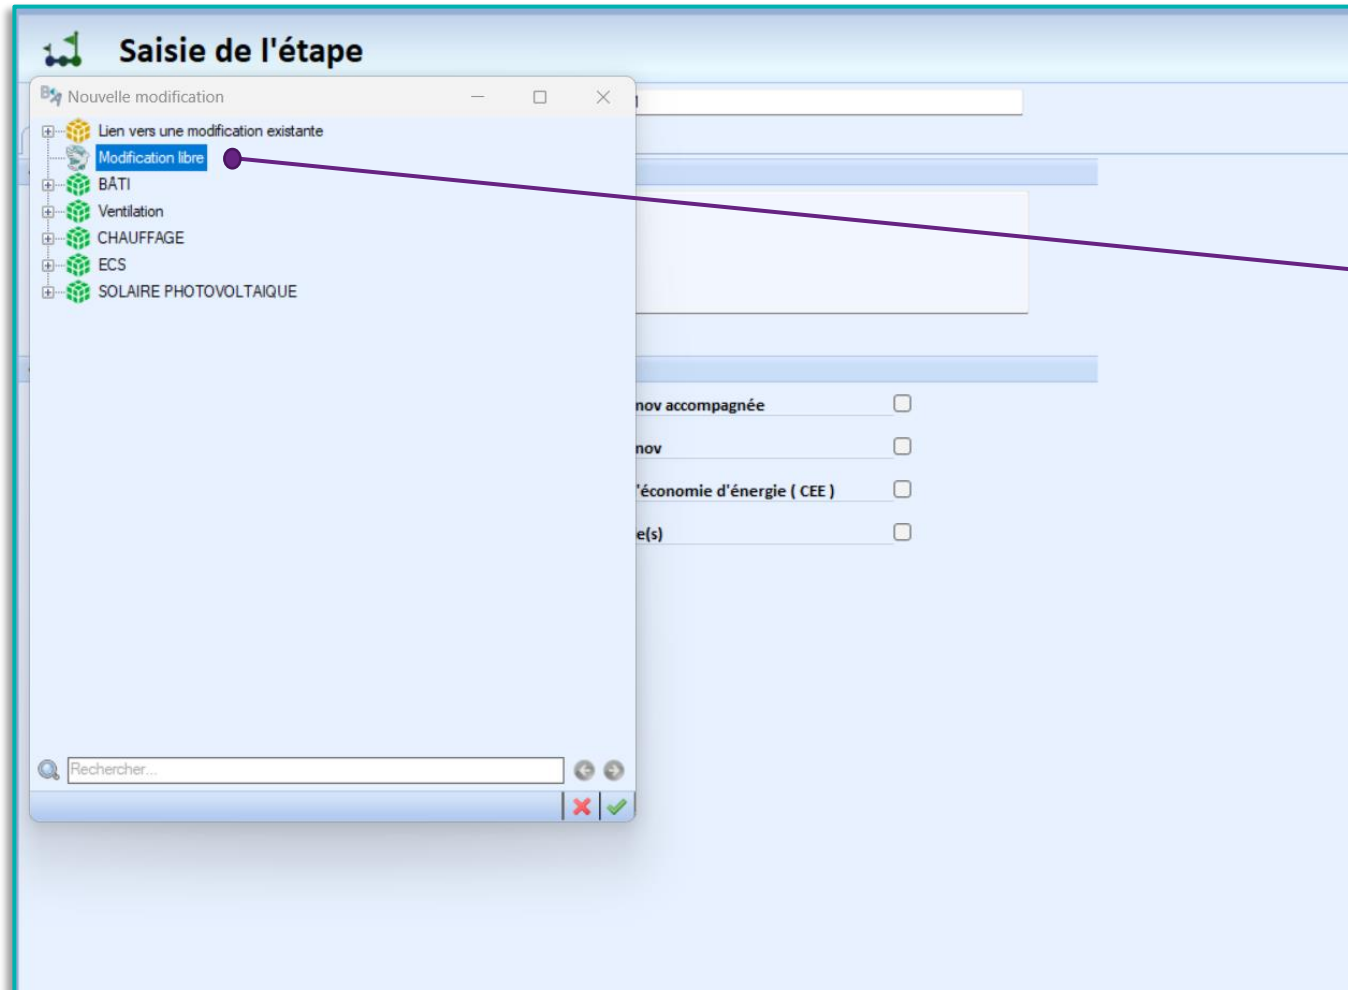 Saisie de l'étape
Nouvelle modification
Lien vers une modification existante
Modification libre
BÂTI
Ventilation
CHAUFFAGE
ECS
SOLAIRE PHOTOVOLTAIQUE
nov accompagnée
nov
'économie d'énergie ( CEE )
e(s)
Rechercher...